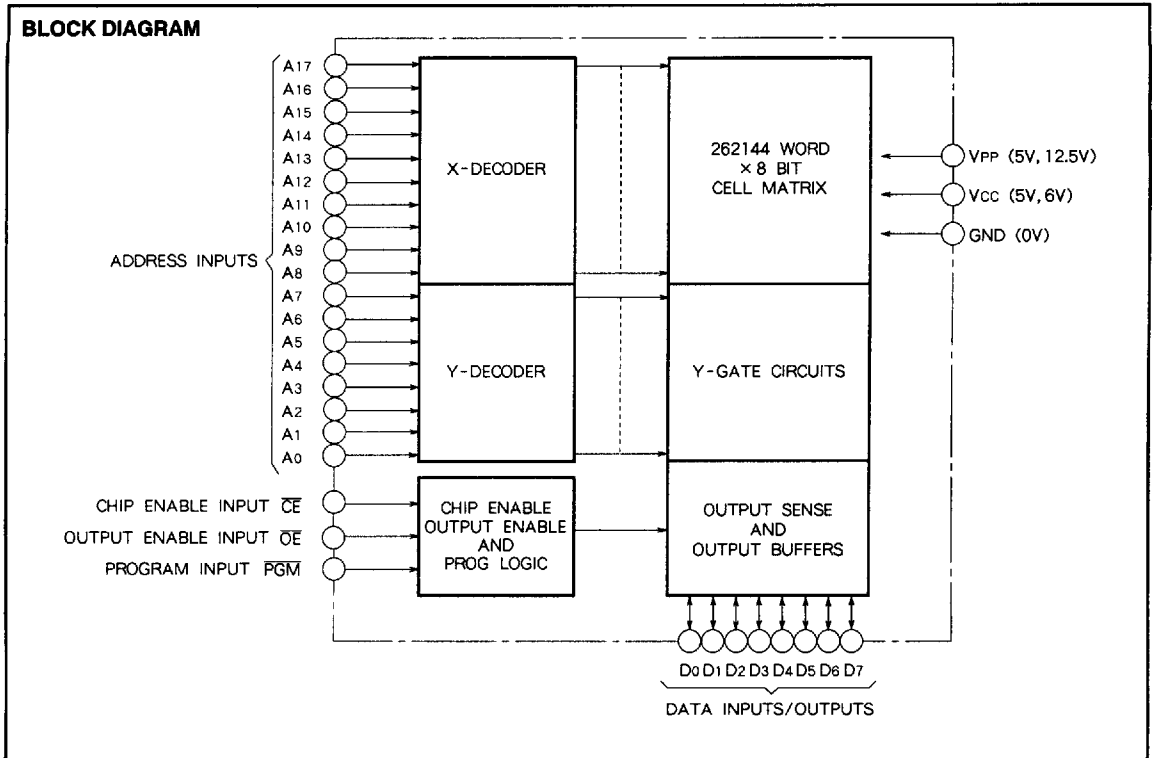 BLOCK DIAGRAM
A17
A16
A15
A14
A13
A12
A11
A10
A9
A8
A7
A6
A5
A4
A3
A2
A1
A0
ADDRESS INPUTS
CHIP ENABLE INPUT C̅E̅
OUTPUT ENABLE INPUT O̅E̅
PROGRAM INPUT P̅G̅M̅
X-DECODER
Y-DECODER
CHIP ENABLE
OUTPUT ENABLE
AND
PROG LOGIC
262144 WORD
× 8 BIT
CELL MATRIX
Y-GATE CIRCUITS
OUTPUT SENSE
AND
OUTPUT BUFFERS
VPP (5V, 12.5V)
VCC (5V, 6V)
GND (0V)
D0 D1 D2 D3 D4 D5 D6 D7
DATA INPUTS/OUTPUTS